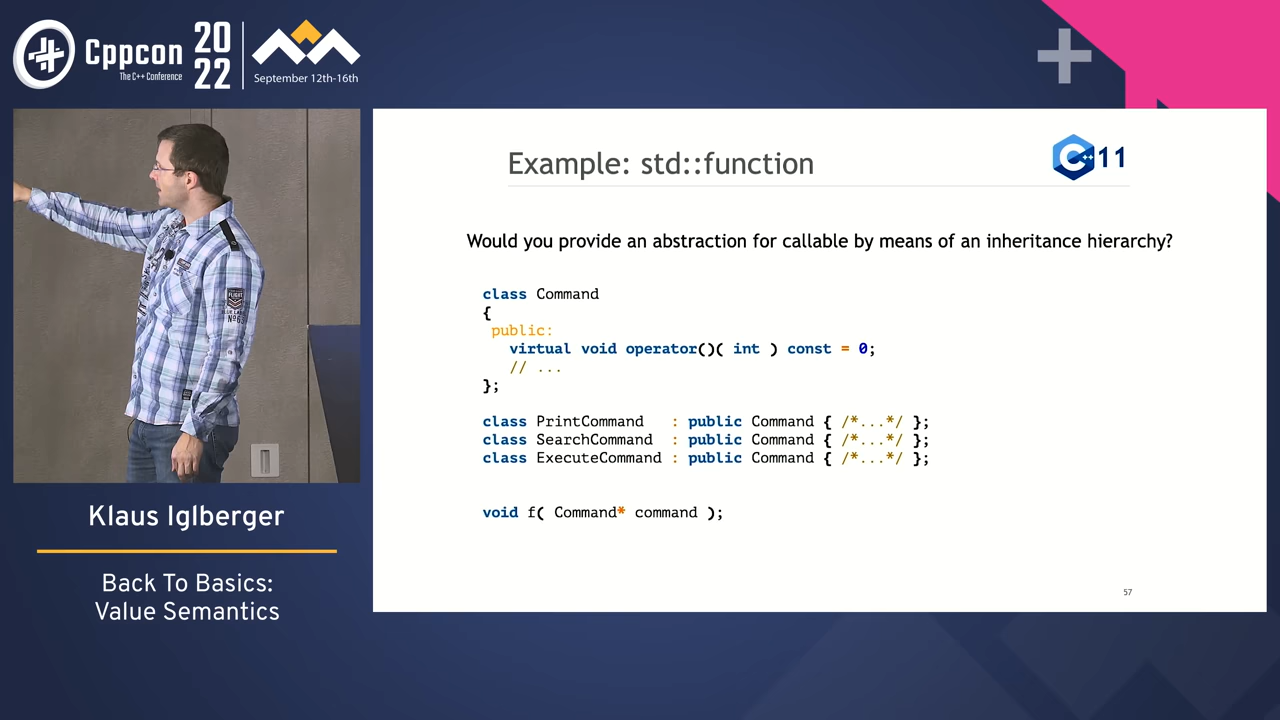 Cppcon
The C++ Conference
20
22
September 12th-16th
Example: std::function
C++ 11
Would you provide an abstraction for callable by means of an inheritance hierarchy?
class Command
{
public:
virtual void operator()( int ) const = 0;
// ...
};
class PrintCommand : public Command { /*...*/ };
class SearchCommand : public Command { /*...*/ };
class ExecuteCommand : public Command { /*...*/ };
void f( Command* command );
57
FLIGHT
Klaus Iglberger
Back To Basics:
Value Semantics